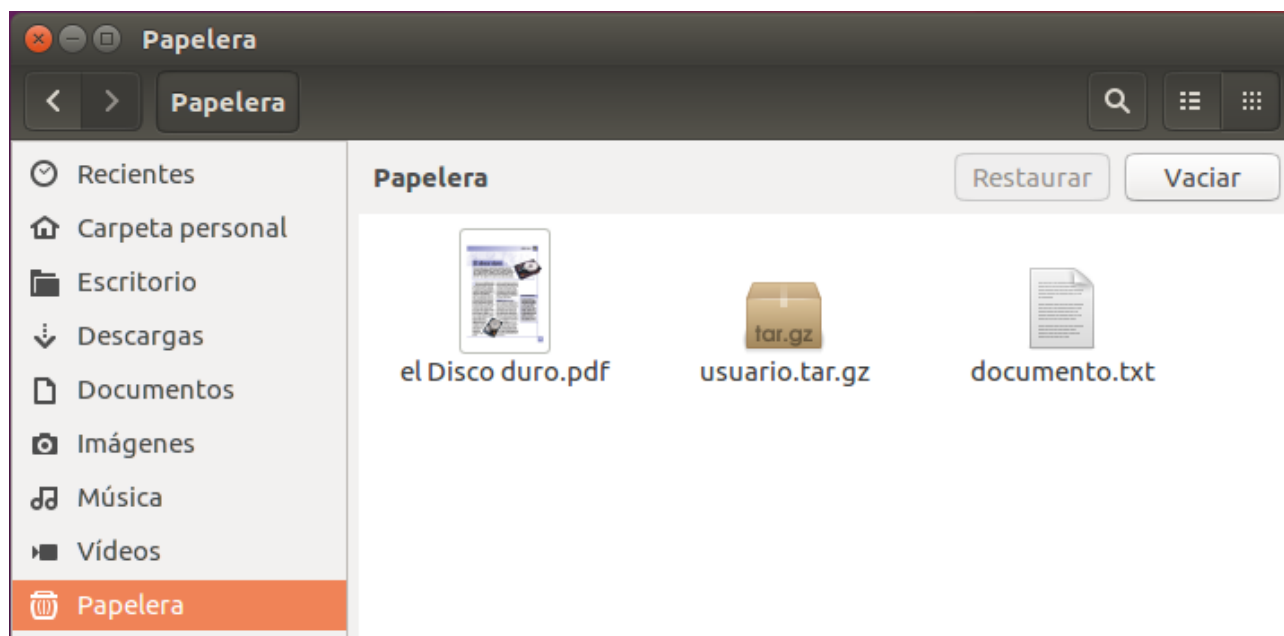 Papelera
Papelera
Recientes
Carpeta personal
Escritorio
Descargas
Documentos
Imágenes
Música
Vídeos
Papelera
Papelera
Restaurar
Vaciar
tar.gz
el Disco duro.pdf
usuario.tar.gz
documento.txt